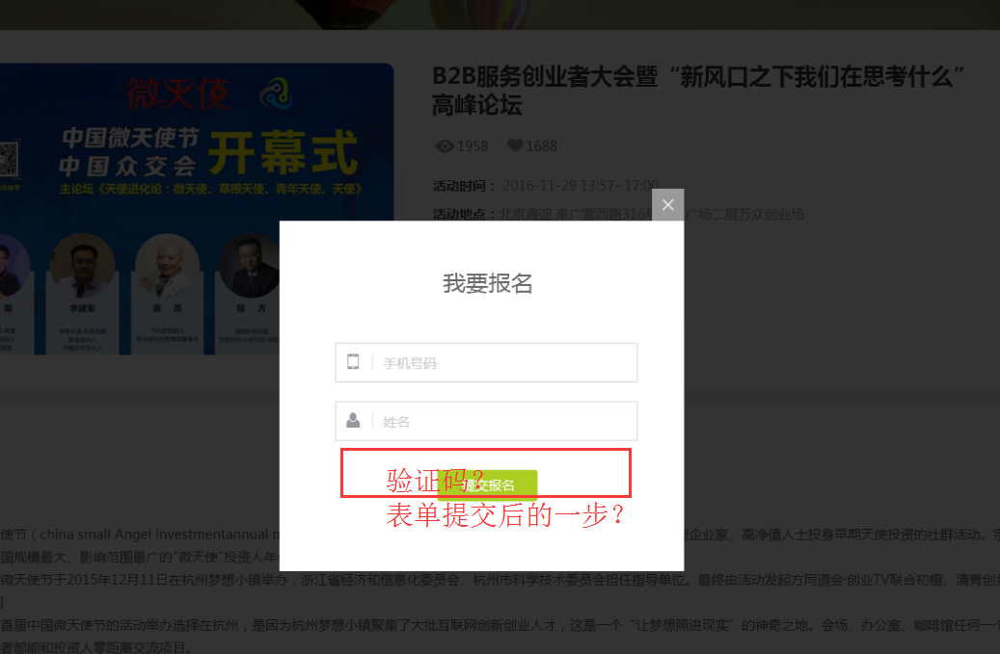 B2B服务创业者大会暨“新风口之下我们在思考什么”
高峰论坛
微天使
中国微天使节
中国众交会
开幕式
主论坛《天使进化论：微天使、草根天使、青年天使、天使》
1958
1688
活动时间： 2016-11-29 13:57~17:00
活动地点：北京海淀 来广营西路316号
广场二层万众创业场
李建军
袁 岳
程 方
×
我要报名
手机号码
姓名
提交报名
验证码？
表单提交后的一步？
使节（china small Angel investmentannual
企业家、高净值人士投身早期天使投资的社群活动。
国规模最大、影响范围最广的“微天使”投资人年
微天使节于2015年12月11日在杭州梦想小镇举办，浙江省经济和信息化委员会、杭州市科学技术委员会担任指导单位。最终由活动发起方同道会·创业TV联合初橙、清青创
]
首届中国微天使节的活动举办选择在杭州，是因为杭州梦想小镇聚集了大批互联网创新创业人才，这是一个“让梦想照进现实”的神奇之地。会场、办公室、咖啡馆任何一
者都能和投资人零距离交流项目。